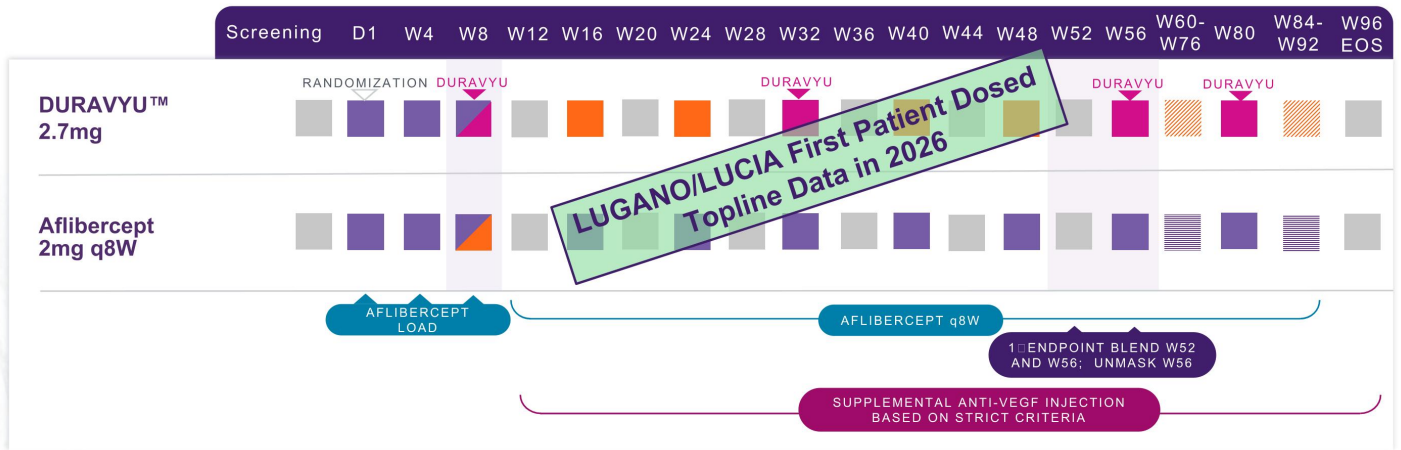 Screening D1 W4 W8 W12 W16 W20 W24 W28 W32 W36 W40 W44 W48 W52 W56 W60-W76 W80 W84-W92 W96 EOS
RANDOMIZATION DURAVYU DURAVYU DURAVYU DURAVYU
DURAVYU™
2.7mg
LUGANO/LUCIA First Patient Dosed
Topline Data in 2026
Aflibercept
2mg q8W
AFLIBERCEPT
LOAD
AFLIBERCEPT q8W
1□ENDPOINT BLEND W52
AND W56; UNMASK W56
SUPPLEMENTAL ANTI-VEGF INJECTION
BASED ON STRICT CRITERIA